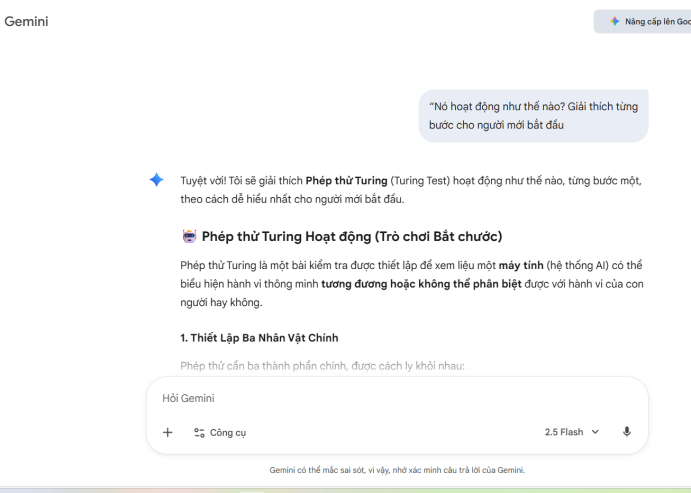 Gemini
Nâng cấp lên Goo
“Nó hoạt động như thế nào? Giải thích từng
bước cho người mới bắt đầu
Tuyệt vời! Tôi sẽ giải thích Phép thử Turing (Turing Test) hoạt động như thế nào, từng bước một,
theo cách dễ hiểu nhất cho người mới bắt đầu.
Phép thử Turing Hoạt động (Trò chơi Bắt chước)
Phép thử Turing là một bài kiểm tra được thiết lập để xem liệu một máy tính (hệ thống AI) có thể
biểu hiện hành vi thông minh tương đương hoặc không thể phân biệt được với hành vi của con
người hay không.
1. Thiết Lập Ba Nhân Vật Chính
Phép thử cần ba thành phần chính, được cách ly khỏi nhau:
Hỏi Gemini
Công cụ
2.5 Flash
Gemini có thể mắc sai sót, vì vậy, nhớ xác minh câu trả lời của Gemini.